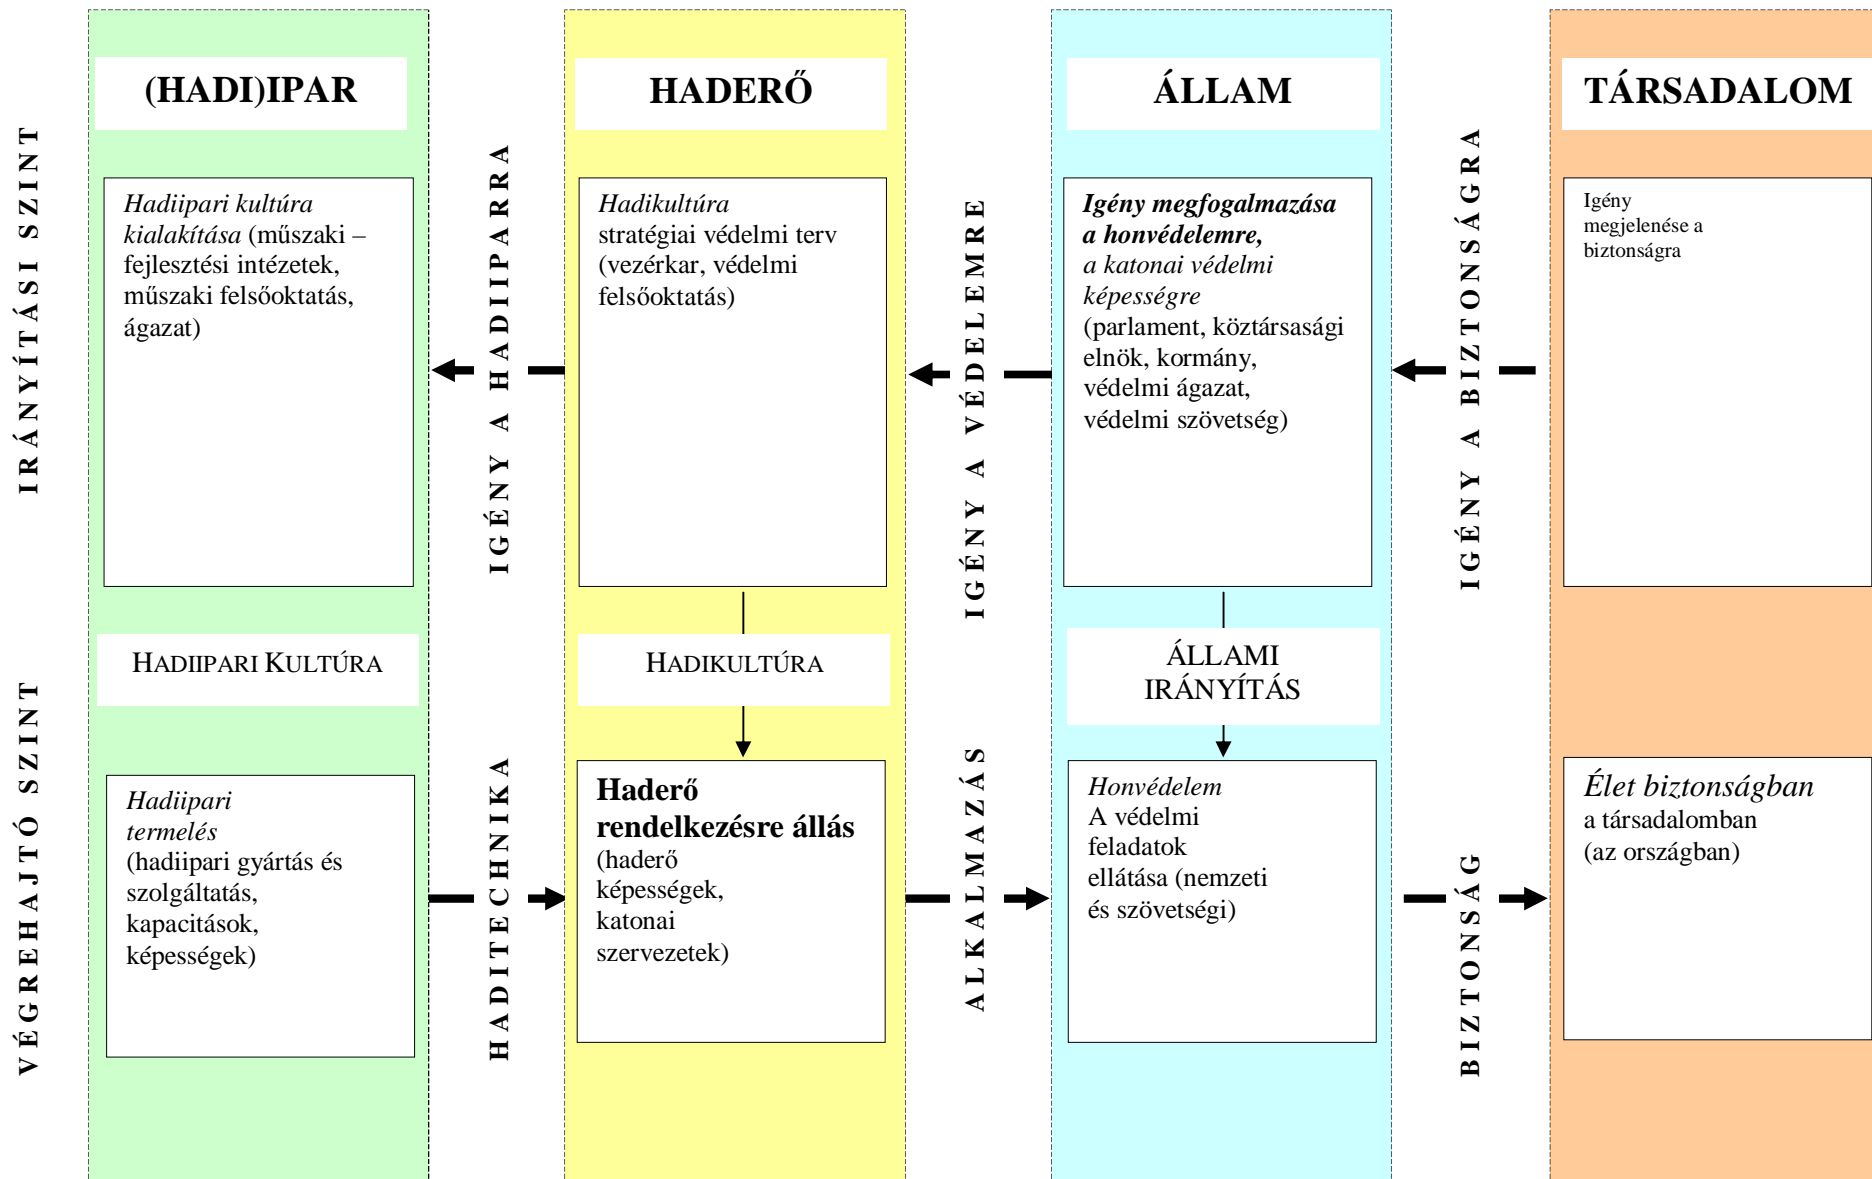 (HADI)IPAR
HADERŐ
ÁLLAM
TÁRSADALOM
IRÁNYÍTÁSI SZINT
Hadiipari kultúra
kialakítása (műszaki –
fejlesztési intézetek,
műszaki felsőoktatás,
ágazat)
IGÉNY A HADIIPARRA
Hadikultúra
stratégiai védelmi terv
(vezérkar, védelmi
felsőoktatás)
IGÉNY A VÉDELEMRE
Igény megfogalmazása
a honvédelemre,
a katonai védelmi
képességre
(parlament, köztársasági
elnök, kormány,
védelmi ágazat,
védelmi szövetség)
IGÉNY A BIZTONSÁGRA
Igény
megjelenése a
biztonságra
HADIIPARI KULTÚRA
HADIKULTÚRA
ÁLLAMI
IRÁNYÍTÁS
VÉGREHAJTÓ SZINT
Hadiipari
termelés
(hadiipari gyártás és
szolgáltatás,
kapacitások,
képességek)
HADITECHNIKA
Haderő
rendelkezésre állás
(haderő
képességek,
katonai
szervezetek)
ALKALMAZÁS
Honvédelem
A védelmi
feladatok
ellátása (nemzeti
és szövetségi)
BIZTONSÁG
Élet biztonságban
a társadalomban
(az országban)